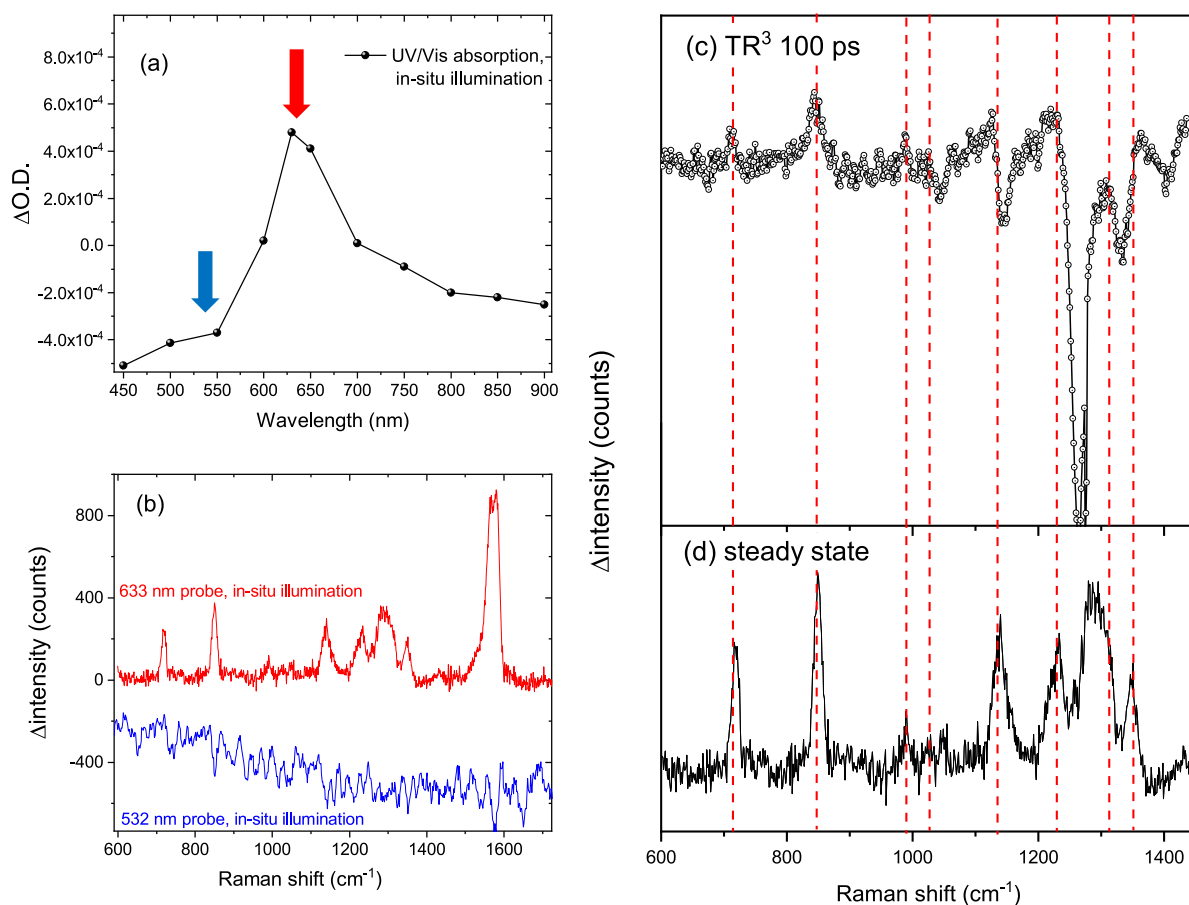 (a)
UV/Vis absorption,
in-situ illumination
8.0x10⁻⁴
6.0x10⁻⁴
4.0x10⁻⁴
2.0x10⁻⁴
0.0
-2.0x10⁻⁴
-4.0x10⁻⁴
ΔO.D.
450 500 550 600 650 700 750 800 850 900
Wavelength (nm)
(b)
800
400
0
-400
Δintensity (counts)
633 nm probe, in-situ illumination
532 nm probe, in-situ illumination
600 800 1000 1200 1400 1600
Raman shift (cm⁻¹)
(c) TR³ 100 ps
Δintensity (counts)
(d) steady state
600 800 1000 1200 1400
Raman shift (cm⁻¹)